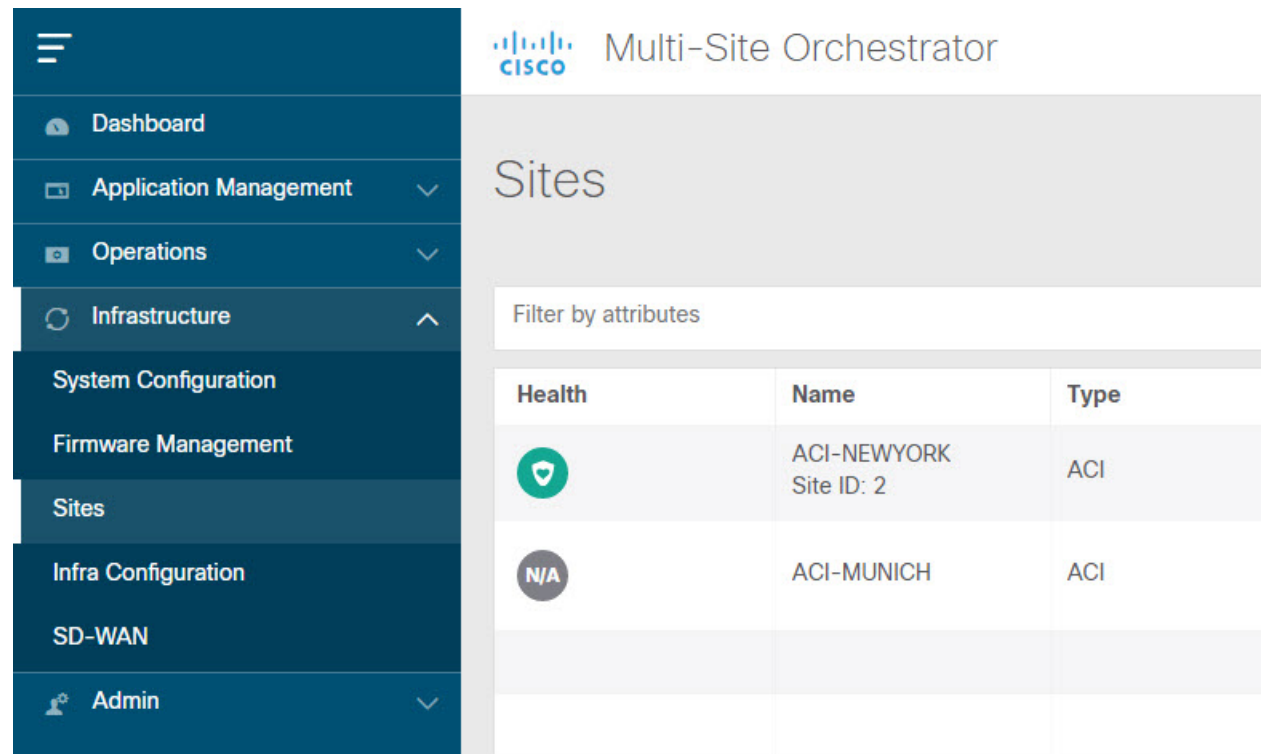 CISCO
Multi-Site Orchestrator
Dashboard
Application Management
Operations
Infrastructure
System Configuration
Firmware Management
Sites
Infra Configuration
SD-WAN
Admin
Sites
Filter by attributes
Health Name Type
ACI-NEWYORK
Site ID: 2
ACI
N/A ACI-MUNICH ACI